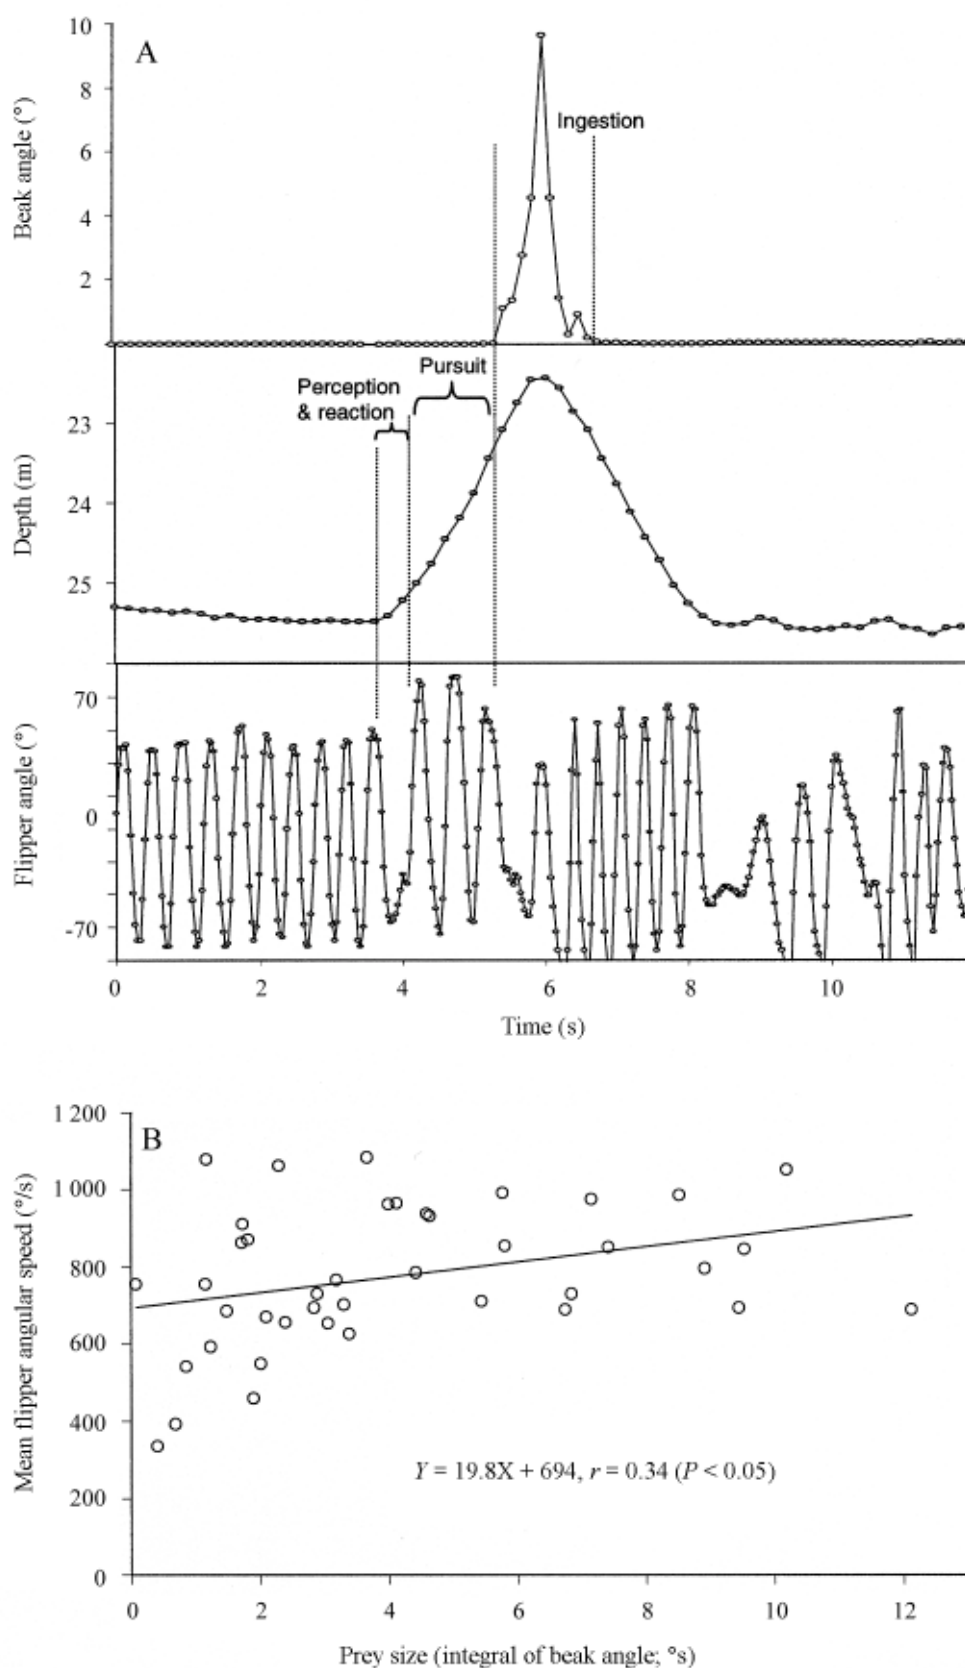 A
Beak angle (°)
10
8
6
4
2
Ingestion
Pursuit
Perception
& reaction
Depth (m)
23
24
25
Flipper angle (°)
70
0
-70
0 2 4 6 8 10
Time (s)
B
Mean flipper angular speed (°/s)
1 200
1 000
800
600
400
200
0
Y = 19.8X + 694, r = 0.34 (P < 0.05)
0 2 4 6 8 10 12
Prey size (integral of beak angle; °s)